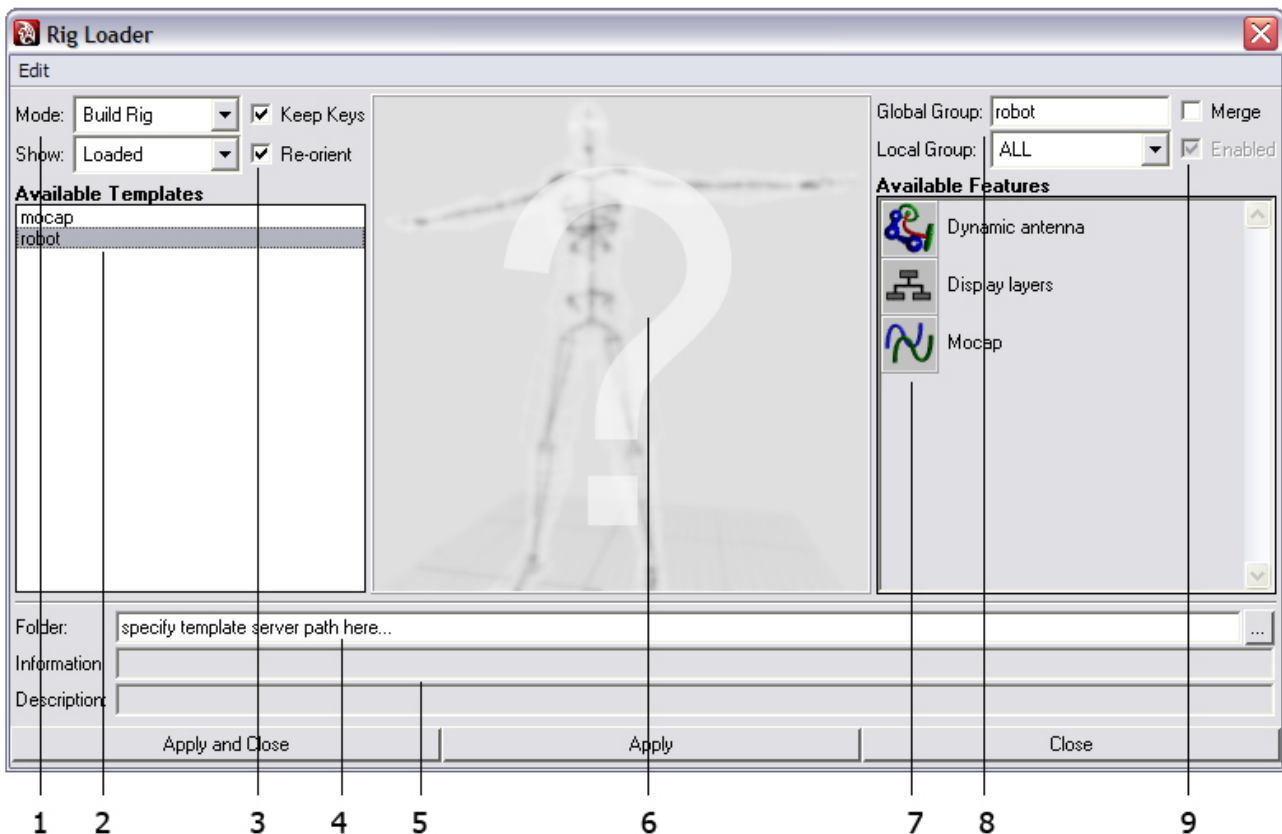 Rig Loader
Edit
Mode: Build Rig Keep Keys
Show: Loaded Re-orient
Available Templates
mocap
robot
?
Global Group: robot Merge
Local Group: ALL Enabled
Available Features
Dynamic antenna
Display layers
Mocap
Folder: specify template server path here... ...
Information
Description:
Apply and Close Apply Close
1 2 3 4 5 6 7 8 9